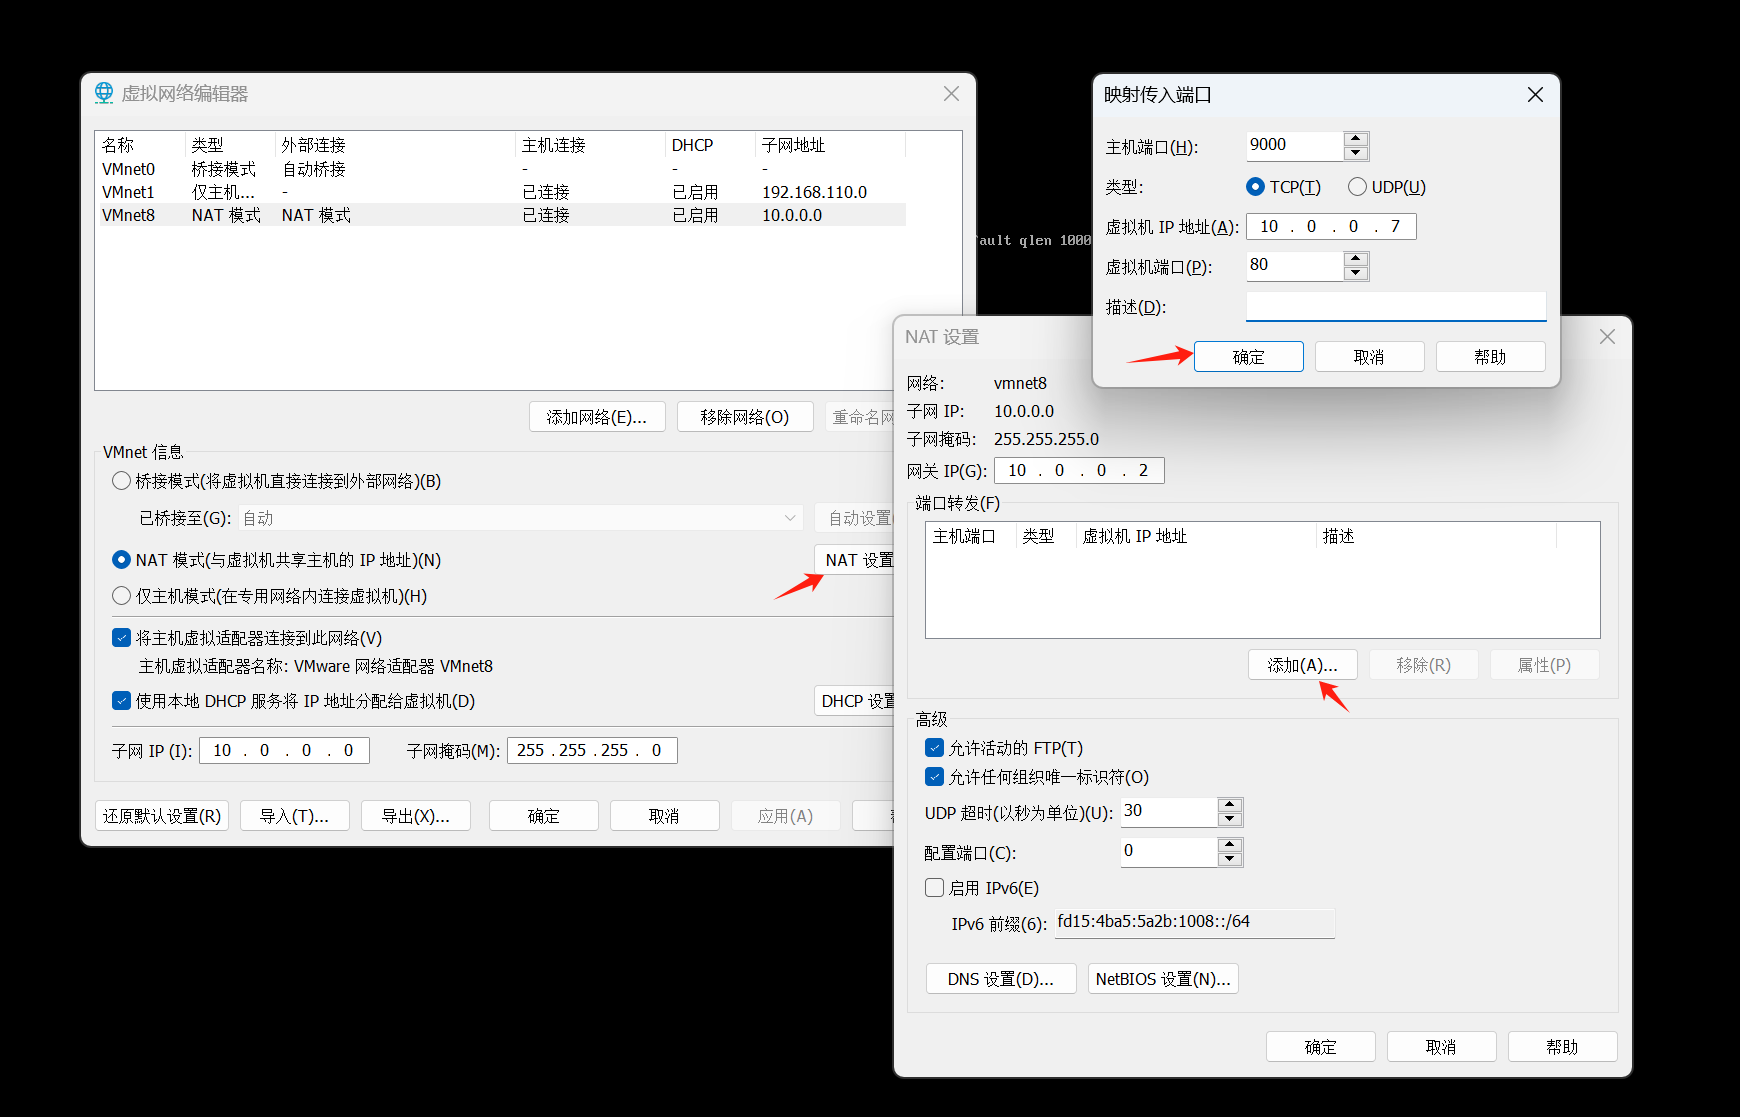 虚拟网络编辑器
名称 类型 外部连接 主机连接 DHCP 子网地址
VMnet0 桥接模式 自动桥接 - - -
VMnet1 仅主机... - 已连接 已启用 192.168.110.0
VMnet8 NAT 模式 NAT 模式 已连接 已启用 10.0.0.0
添加网络(E)... 移除网络(O) 重命名网
VMnet 信息
桥接模式(将虚拟机直接连接到外部网络)(B)
已桥接至(G): 自动 自动设置
NAT 模式(与虚拟机共享主机的 IP 地址)(N) NAT 设置
仅主机模式(在专用网络内连接虚拟机)(H)
将主机虚拟适配器连接到此网络(V)
主机虚拟适配器名称: VMware 网络适配器 VMnet8
使用本地 DHCP 服务将 IP 地址分配给虚拟机(D) DHCP 设置
子网 IP (I): 10 . 0 . 0 . 0 子网掩码(M): 255 . 255 . 255 . 0
还原默认设置(R) 导入(T)... 导出(X)... 确定 取消 应用(A)
ault qlen 1000
映射传入端口
主机端口(H): 9000
类型: TCP(T) UDP(U)
虚拟机 IP 地址(A): 10 . 0 . 0 . 7
虚拟机端口(P): 80
描述(D):
确定 取消 帮助
NAT 设置
网络: vmnet8
子网 IP: 10.0.0.0
子网掩码: 255.255.255.0
网关 IP(G): 10 . 0 . 0 . 2
端口转发(F)
主机端口 类型 虚拟机 IP 地址 描述
添加(A)... 移除(R) 属性(P)
高级
允许活动的 FTP(T)
允许任何组织唯一标识符(O)
UDP 超时(以秒为单位)(U): 30
配置端口(C): 0
启用 IPv6(E)
IPv6 前缀(6): fd15:4ba5:5a2b:1008::/64
DNS 设置(D)... NetBIOS 设置(N)...
确定 取消 帮助